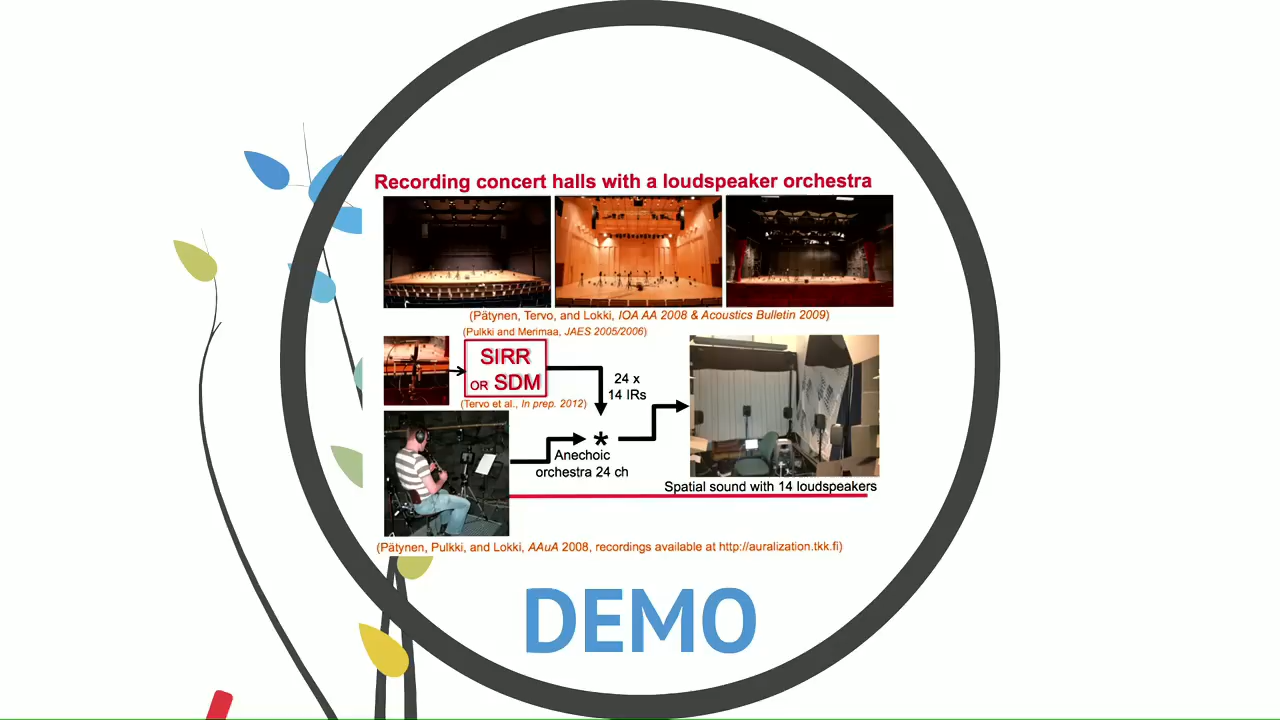 Recording concert halls with a loudspeaker orchestra
(Pätynen, Tervo, and Lokki, IOA AA 2008 & Acoustics Bulletin 2009)
(Pulkki and Merimaa, JAES 2005/2006)
SIRR
OR SDM
24 x
14 IRs
(Tervo et al., In prep. 2012)
*
Anechoic
orchestra 24 ch
Spatial sound with 14 loudspeakers
(Pätynen, Pulkki, and Lokki, AAuA 2008, recordings available at http://auralization.tkk.fi)
DEMO